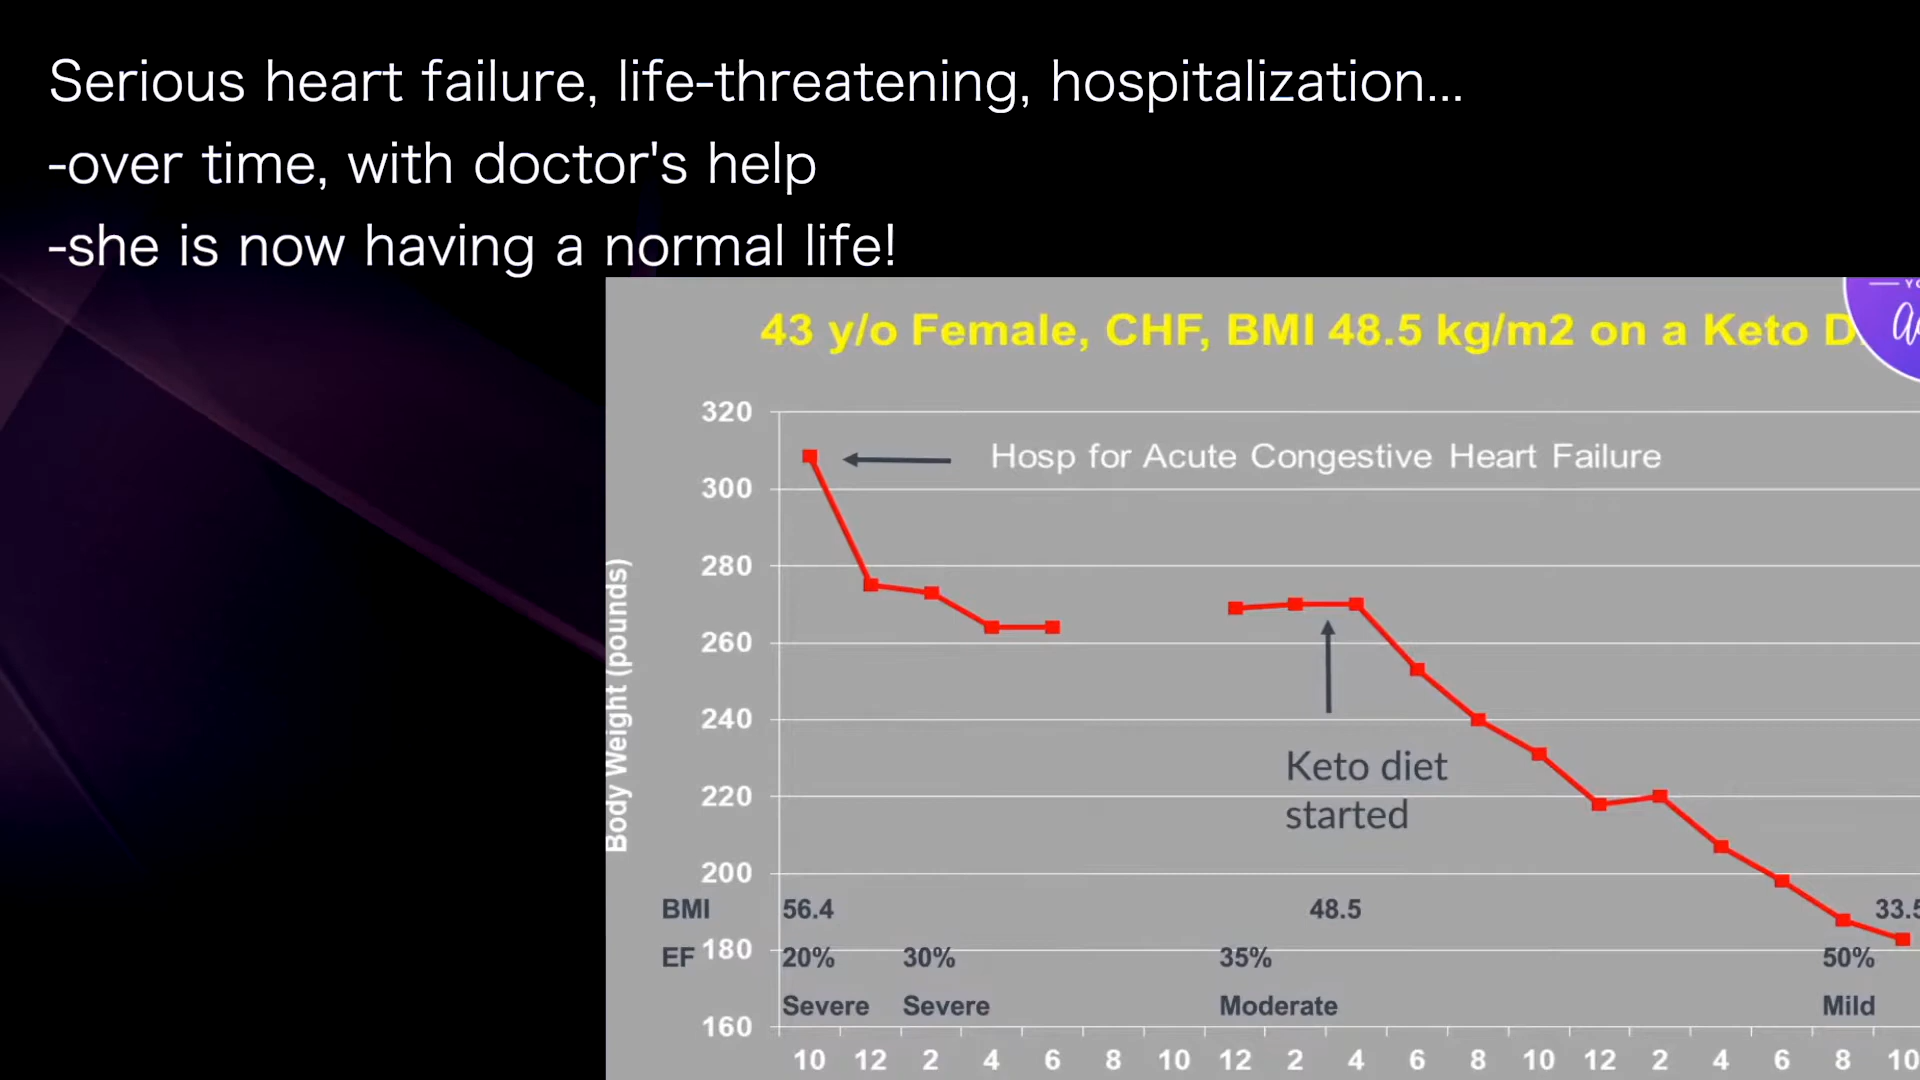 Serious heart failure, life-threatening, hospitalization...
-over time, with doctor's help
-she is now having a normal life!
43 y/o Female, CHF, BMI 48.5 kg/m2 on a Keto
320
Hosp for Acute Congestive Heart Failure
300
280
260
240
220
200
180
160
Body Weight (pounds)
Keto diet
started
BMI 56.4 48.5 33.5
EF 20% 30% 35% 50%
Severe Severe Moderate Mild
10 12 2 4 6 8 10 12 2 4 6 8 10 12 2 4 6 8 10